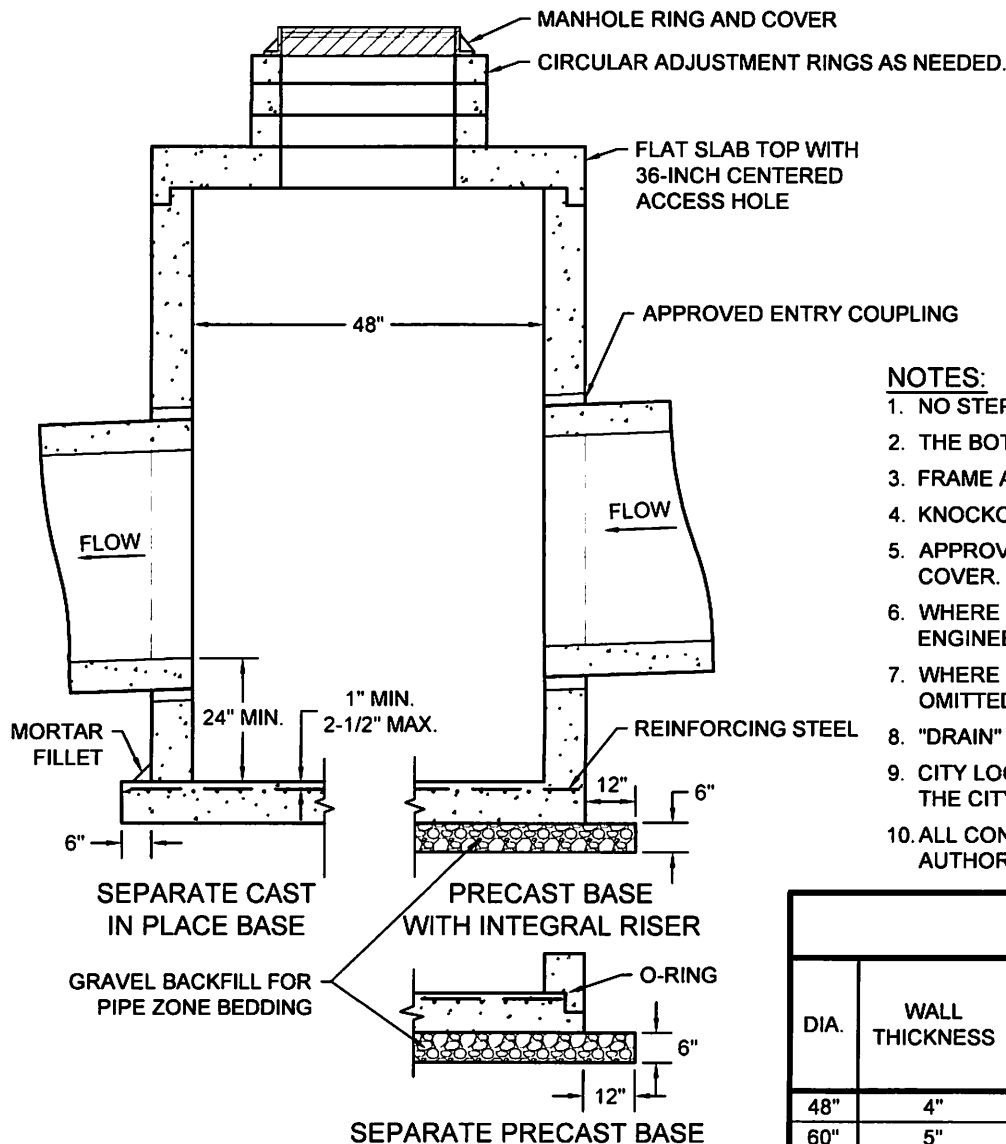 MANHOLE RING AND COVER
CIRCULAR ADJUSTMENT RINGS AS NEEDED.
FLAT SLAB TOP WITH
36-INCH CENTERED
ACCESS HOLE
48"
APPROVED ENTRY COUPLING
FLOW
FLOW
24" MIN.
1" MIN.
2-1/2" MAX.
MORTAR
FILLET
REINFORCING STEEL
12"
6"
6"
SEPARATE CAST
IN PLACE BASE
PRECAST BASE
WITH INTEGRAL RISER
GRAVEL BACKFILL FOR
PIPE ZONE BEDDING
O-RING
6"
12"
SEPARATE PRECAST BASE
NOTES:
1. NO STEP
2. THE BOT
3. FRAME A
4. KNOCKO
5. APPROV
COVER.
6. WHERE
ENGINEE
7. WHERE
OMITTED
8. "DRAIN"
9. CITY LOG
THE CITY
10. ALL CON
AUTHOR
DIA.
WALL
THICKNESS
48" 4"
60" 5"